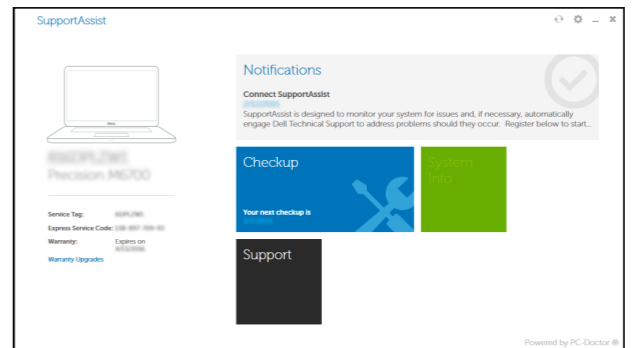 SupportAssist
Notifications
Connect SupportAssist
SupportAssist is designed to monitor your system for issues and, if necessary, automatically
engage Dell Technical Support to address problems should they occur. Register below to start...
Precision M6700
Checkup
System
Info
Service Tag:
Express Service Code:
Warranty: Expires on
Warranty Upgrades
Your next checkup is
Support
Powered by PC-Doctor ®